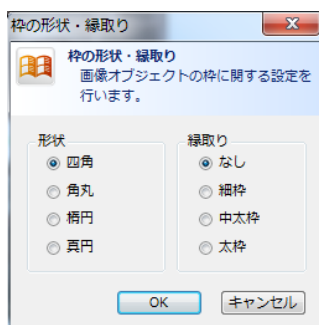 枠の形状・縁取り
枠の形状・縁取り
画像オブジェクトの枠に関する設定を
行います。
形状
四角
角丸
楕円
真円
縁取り
なし
細枠
中太枠
太枠
OK
キャンセル